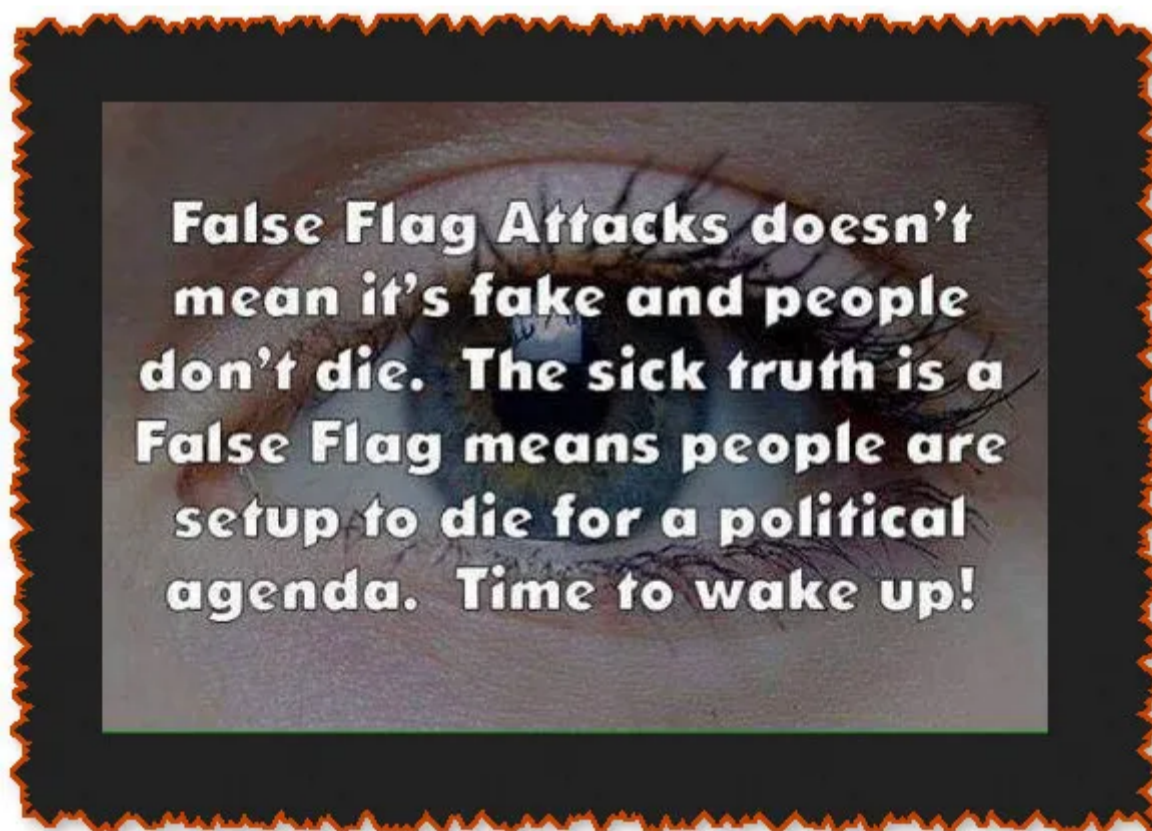 False Flag Attacks doesn't
mean it's fake and people
don't die. The sick truth is a
False Flag means people are
setup to die for a political
agenda. Time to wake up!